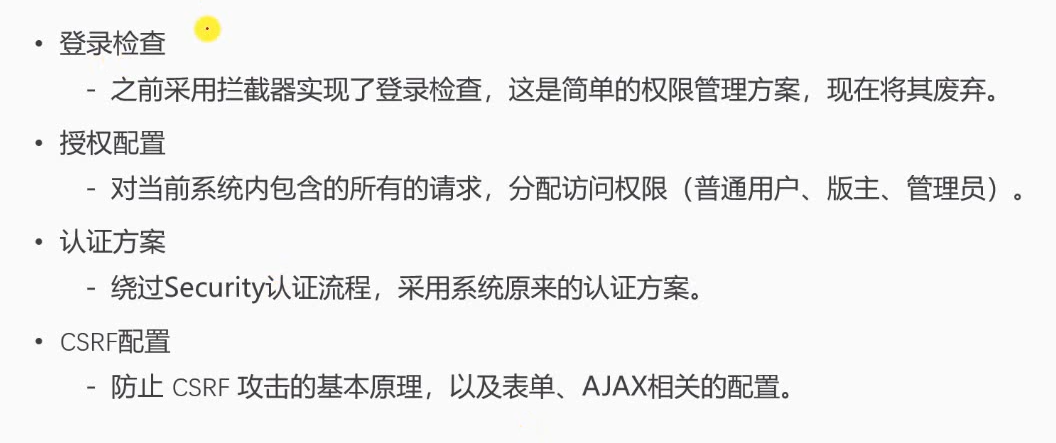 • 登录检查
- 之前采用拦截器实现了登录检查，这是简单的权限管理方案，现在将其废弃。
• 授权配置
- 对当前系统内包含的所有的请求，分配访问权限（普通用户、版主、管理员）。
• 认证方案
- 绕过Security认证流程，采用系统原来的认证方案。
• CSRF配置
- 防止 CSRF 攻击的基本原理，以及表单、AJAX相关的配置。